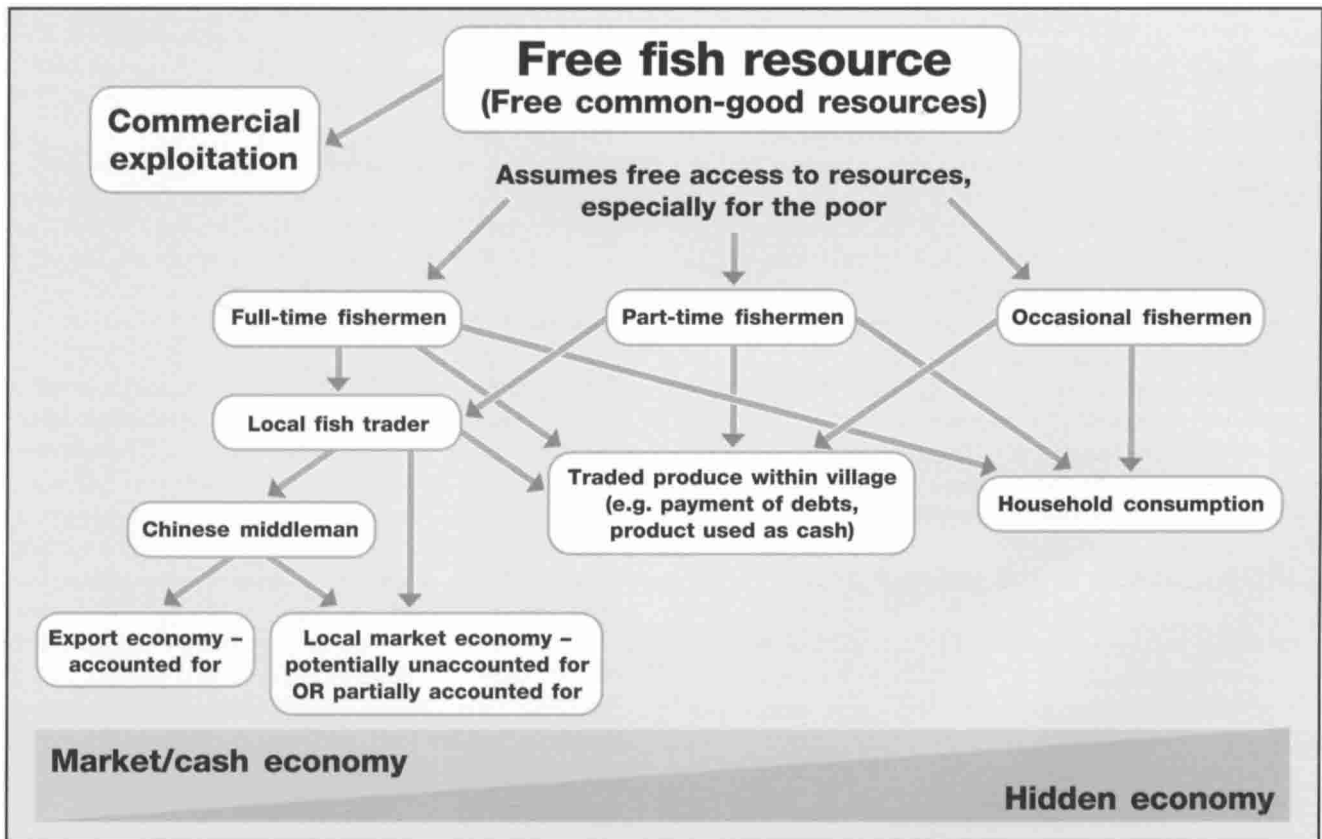 Free fish resource
(Free common-good resources)
Commercial
exploitation
Assumes free access to resources,
especially for the poor
Full-time fishermen
Part-time fishermen
Occasional fishermen
Local fish trader
Traded produce within village
(e.g. payment of debts,
product used as cash)
Household consumption
Chinese middleman
Export economy –
accounted for
Local market economy –
potentially unaccounted for
OR partially accounted for
Market/cash economy
Hidden economy